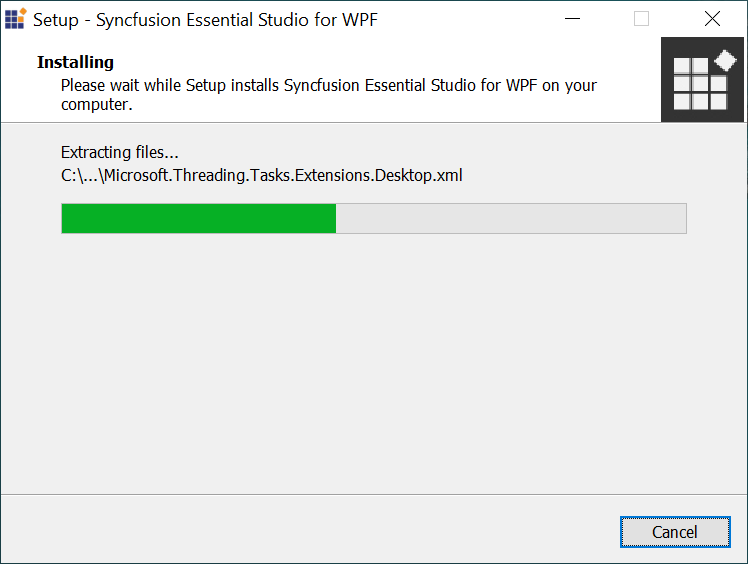 Setup - Syncfusion Essential Studio for WPF
Installing
Please wait while Setup installs Syncfusion Essential Studio for WPF on your
computer.
Extracting files...
C:\...\Microsoft.Threading.Tasks.Extensions.Desktop.xml
Cancel